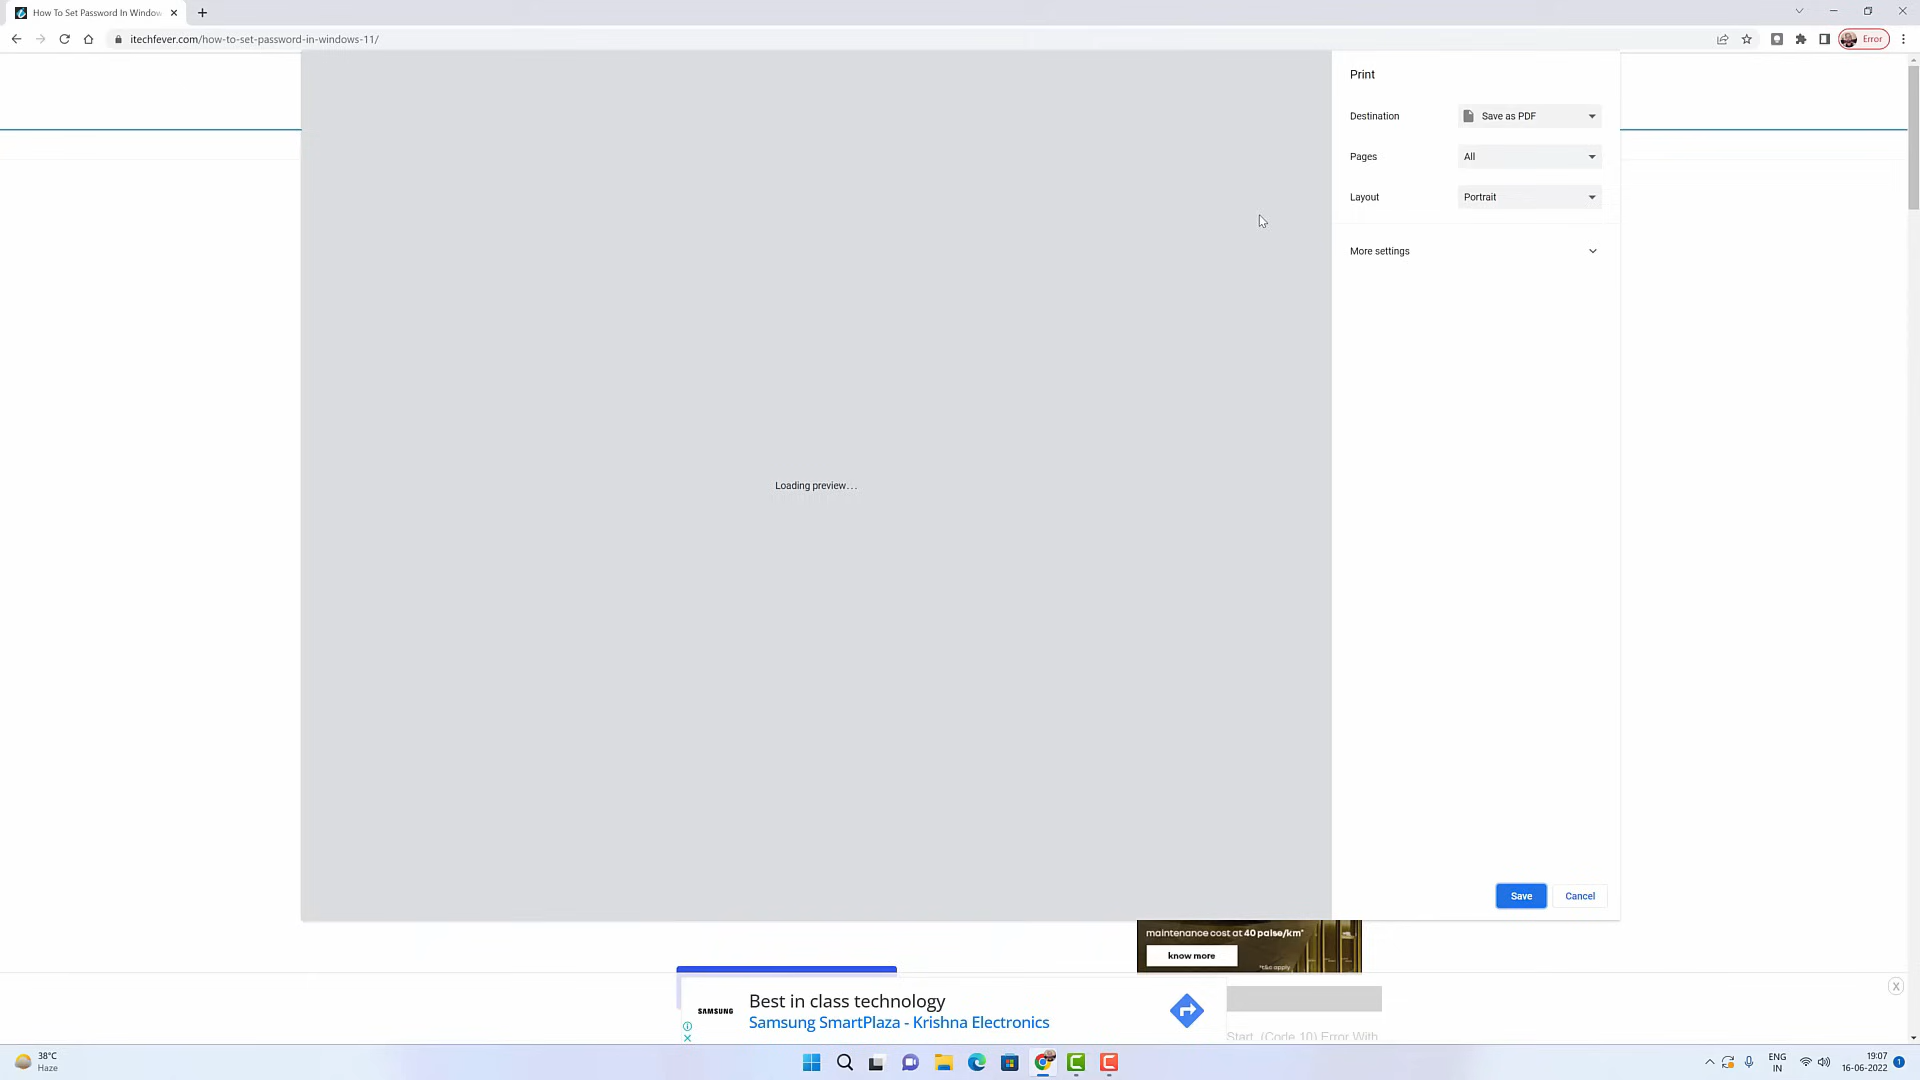 How To Set Password In Window
itechfever.com/how-to-set-password-in-windows-11/
Error
Print
Destination
Save as PDF
Pages
All
Layout
Portrait
More settings
Loading preview...
Save
Cancel
maintenance cost at 40 paise/km*
know more
*t&c apply
SAMSUNG
Best in class technology
Samsung SmartPlaza - Krishna Electronics
X
Start. (Code 10) Error With
38°C
Haze
ENG
IN
19:07
16-06-2022
1